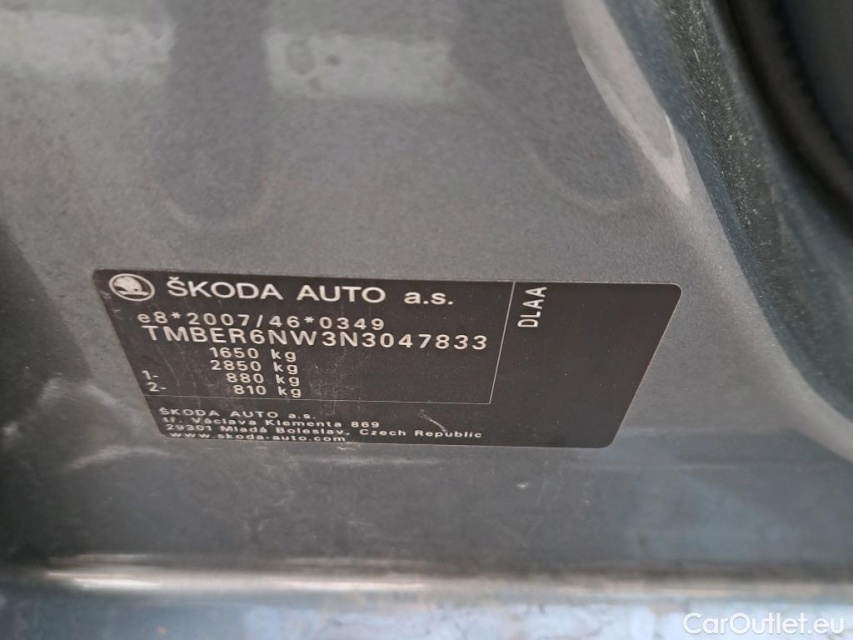 ŠKODA AUTO a.s.
e8*2007/46*0349
TMBER6NW3N3047833
1650 kg
2850 kg
1- 880 kg
2- 810 kg
DLAA
ŠKODA AUTO a.s.
tř. Václava Klementa 869
29301 Mladá Boleslav, Czech Republic
www.skoda-auto.com
CarOutlet.eu